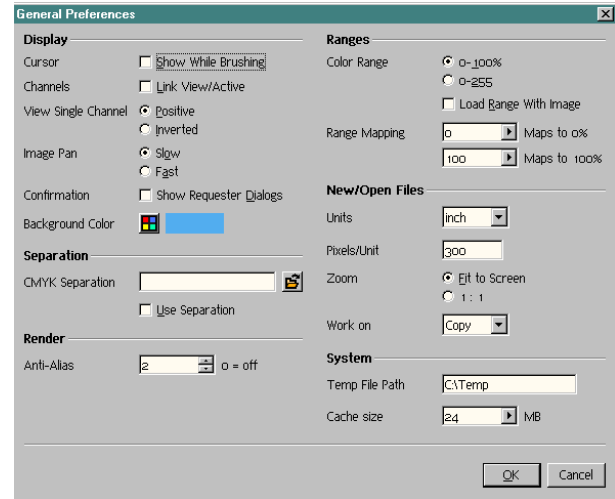 General Preferences
Display
Cursor Show While Brushing
Channels Link View/Active
View Single Channel Positive
Inverted
Image Pan Slow
Fast
Confirmation Show Requester Dialogs
Background Color
Separation
CMYK Separation
Use Separation
Render
Anti-Alias 2 0 = off
Ranges
Color Range 0-100%
0-255
Load Range With Image
Range Mapping 0 Maps to 0%
100 Maps to 100%
New/Open Files
Units inch
Pixels/Unit 300
Zoom Fit to Screen
1 : 1
Work on Copy
System
Temp File Path C:\Temp
Cache size 24 MB
OK Cancel